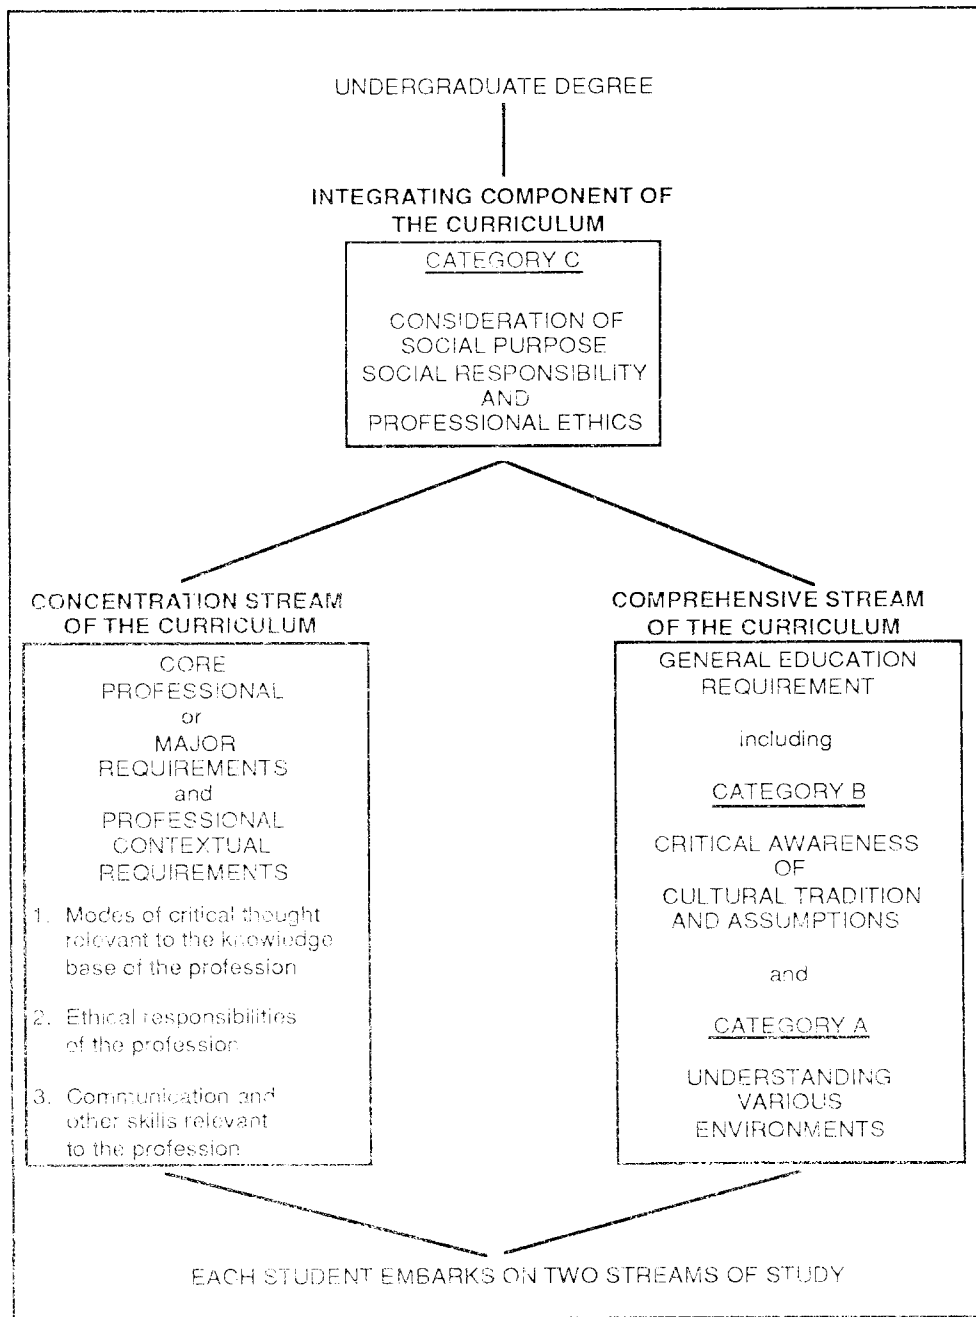 UNDERGRADUATE DEGREE
INTEGRATING COMPONENT OF
THE CURRICULUM
CATEGORY C
CONSIDERATION OF
SOCIAL PURPOSE
SOCIAL RESPONSIBILITY
AND
PROFESSIONAL ETHICS
CONCENTRATION STREAM
OF THE CURRICULUM
CORE
PROFESSIONAL
or
MAJOR
REQUIREMENTS
and
PROFESSIONAL
CONTEXTUAL
REQUIREMENTS
1. Modes of critical thought
relevant to the knowledge
base of the profession
2. Ethical responsibilities
of the profession
3. Communication and
other skills relevant
to the profession
COMPREHENSIVE STREAM
OF THE CURRICULUM
GENERAL EDUCATION
REQUIREMENT
including
CATEGORY B
CRITICAL AWARENESS
OF
CULTURAL TRADITION
AND ASSUMPTIONS
and
CATEGORY A
UNDERSTANDING
VARIOUS
ENVIRONMENTS
EACH STUDENT EMBARKS ON TWO STREAMS OF STUDY